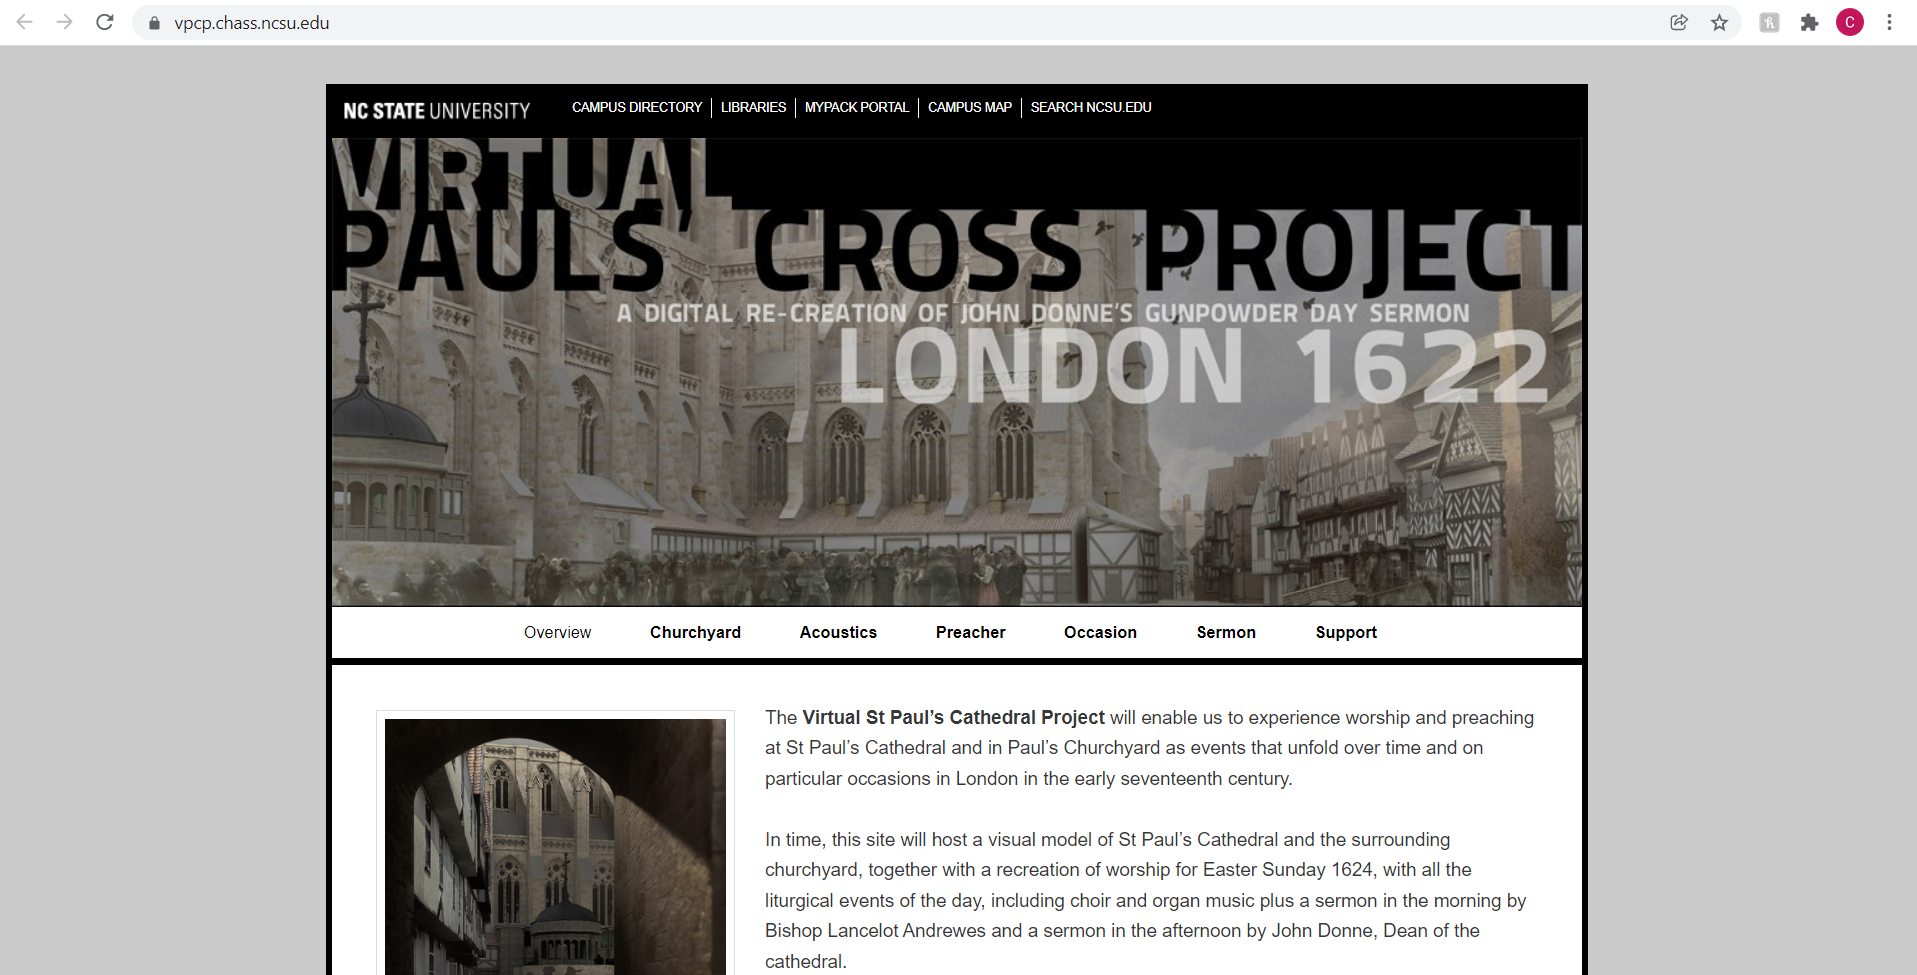 vpcp.chass.ncsu.edu
C
NC STATE UNIVERSITY
CAMPUS DIRECTORY LIBRARIES MYPACK PORTAL CAMPUS MAP SEARCH NCSU.EDU
VIRTUAL
PAULS’ CROSS PROJECT
A DIGITAL RE-CREATION OF JOHN DONNE’S GUNPOWDER DAY SERMON
LONDON 1622
Overview Churchyard Acoustics Preacher Occasion Sermon Support
The Virtual St Paul’s Cathedral Project will enable us to experience worship and preaching
at St Paul’s Cathedral and in Paul’s Churchyard as events that unfold over time and on
particular occasions in London in the early seventeenth century.
In time, this site will host a visual model of St Paul’s Cathedral and the surrounding
churchyard, together with a recreation of worship for Easter Sunday 1624, with all the
liturgical events of the day, including choir and organ music plus a sermon in the morning by
Bishop Lancelot Andrewes and a sermon in the afternoon by John Donne, Dean of the
cathedral.